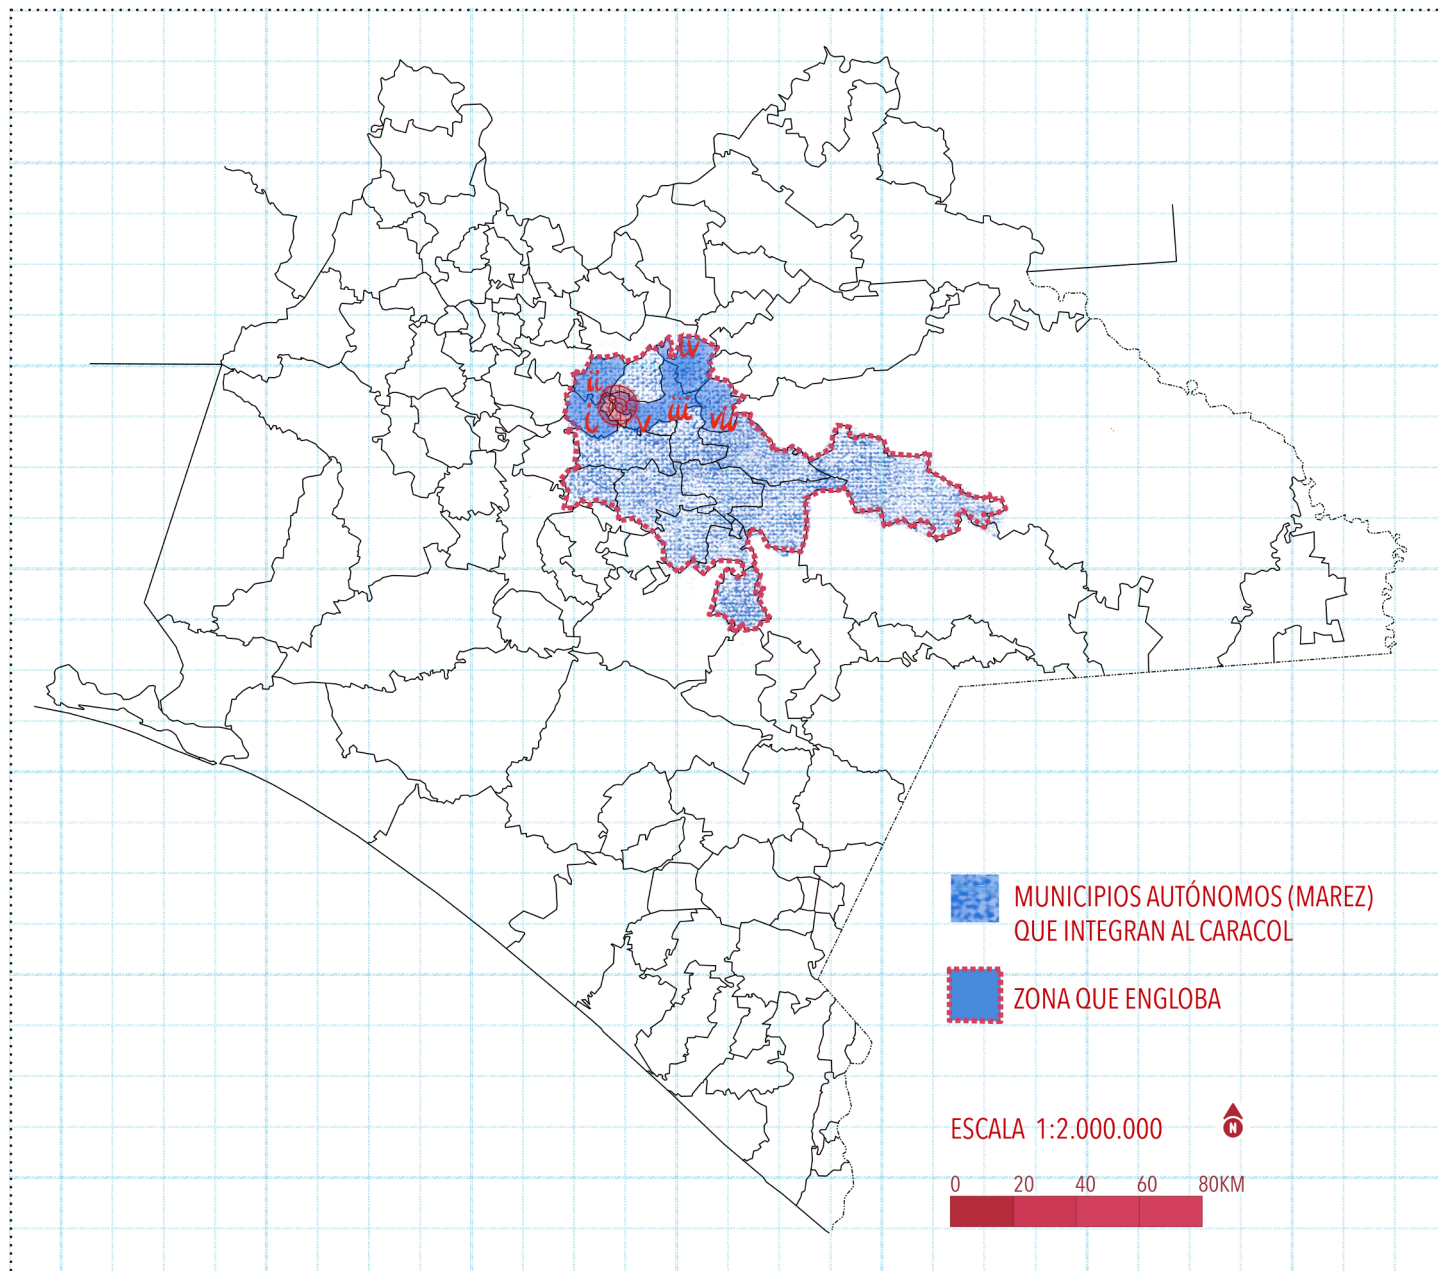 iv
ii
i
v
iii
vii
MUNICIPIOS AUTÓNOMOS (MAREZ)
QUE INTEGRAN AL CARACOL
ZONA QUE ENGLOBA
ESCALA 1:2.000.000
N
0 20 40 60 80KM